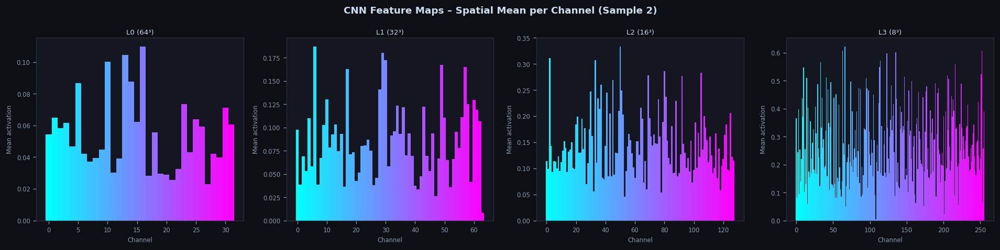 CNN Feature Maps – Spatial Mean per Channel (Sample 2)
L0 (64³)
Mean activation
0.10
0.08
0.06
0.04
0.02
0.00
0 5 10 15 20 25 30
Channel
L1 (32³)
Mean activation
0.175
0.150
0.125
0.100
0.075
0.050
0.025
0.000
0 10 20 30 40 50 60
Channel
L2 (16³)
Mean activation
0.35
0.30
0.25
0.20
0.15
0.10
0.05
0.00
0 20 40 60 80 100 120
Channel
L3 (8³)
Mean activation
0.6
0.5
0.4
0.3
0.2
0.1
0.0
0 50 100 150 200 250
Channel